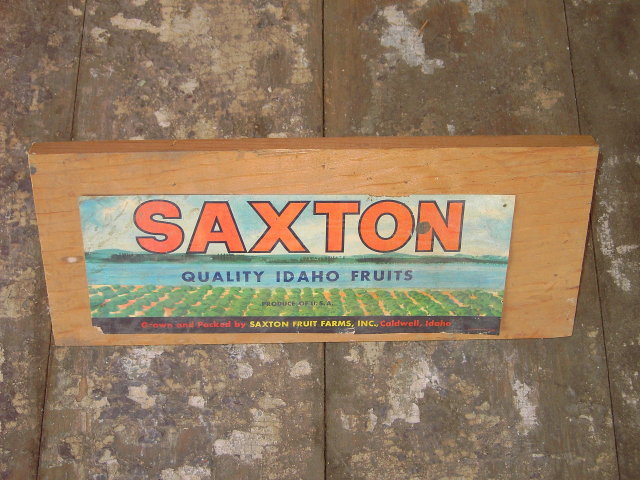 SAXTON
QUALITY IDAHO FRUITS
PRODUCE OF U.S.A.
Grown and Packed by SAXTON FRUIT FARMS, INC., Caldwell, Idaho